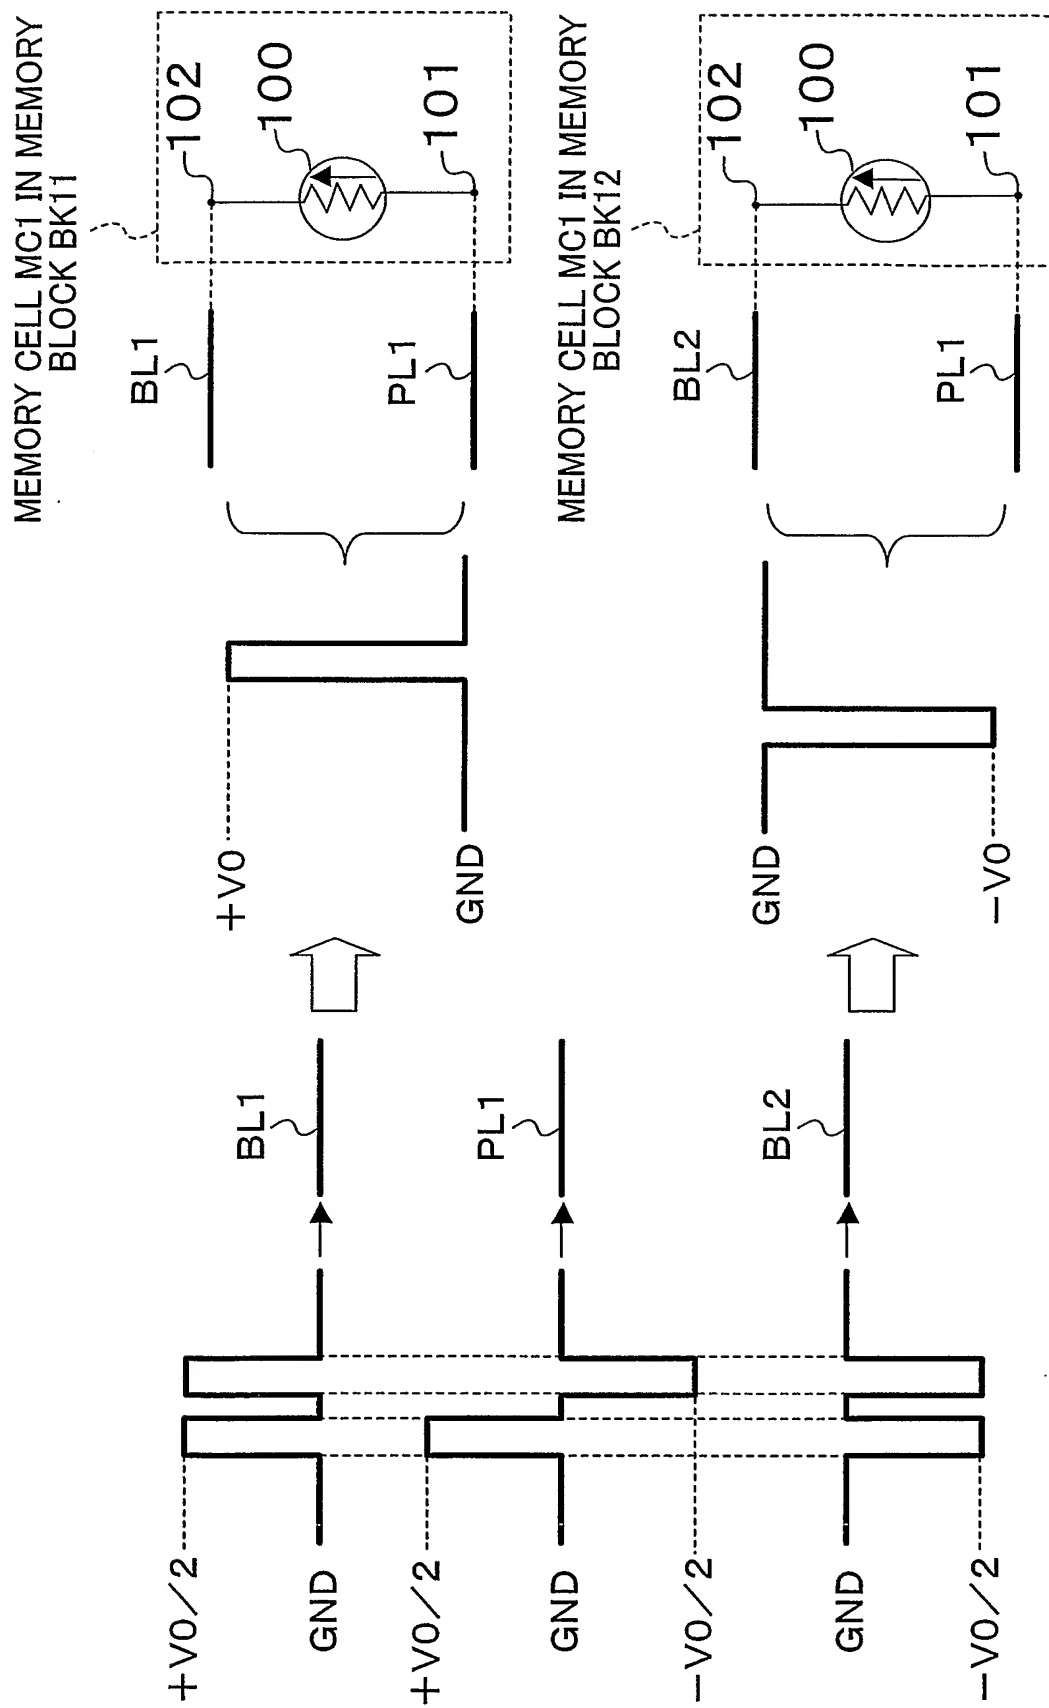 MEMORY CELL MC1 IN MEMORY
BLOCK BK11
102
100
101
BL1
PL1
+V0
GND
MEMORY CELL MC1 IN MEMORY
BLOCK BK12
102
100
101
BL2
PL1
GND
−V0
BL1
PL1
BL2
+V0/2
GND
+V0/2
GND
−V0/2
GND
−V0/2